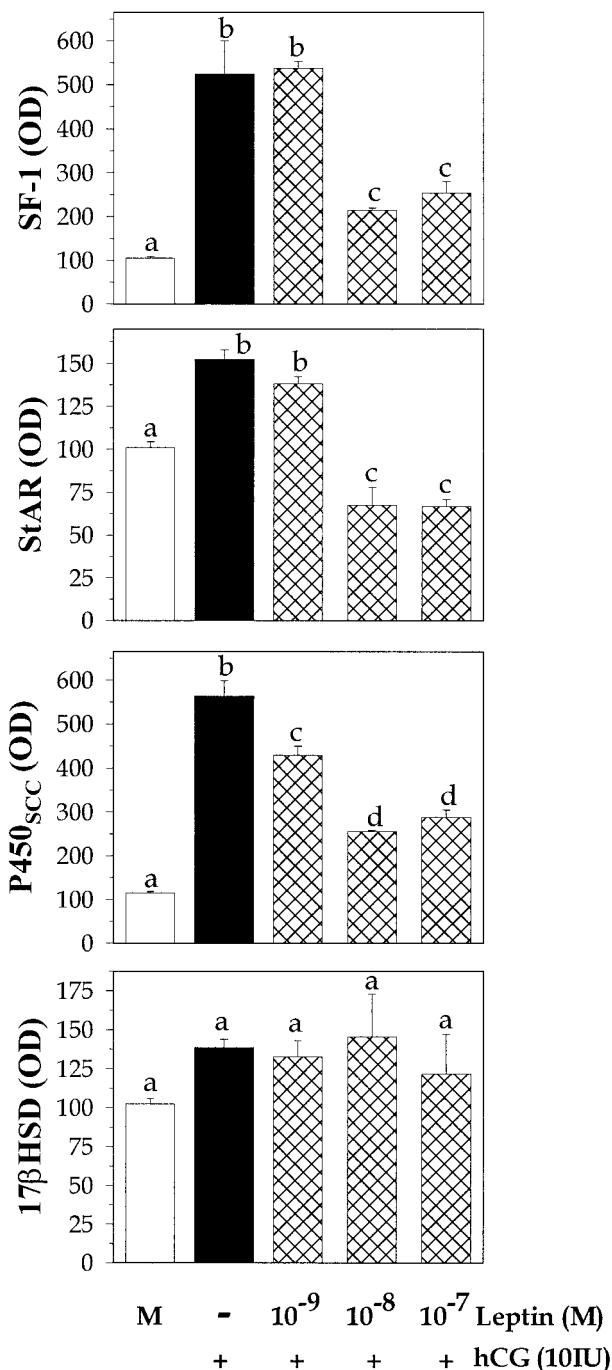 SF-1 (OD)
600
500
400
300
200
100
0
a
b
b
c
c
StAR (OD)
150
125
100
75
50
25
0
a
b
b
c
c
P450SCC (OD)
600
500
400
300
200
100
0
a
b
c
d
d
17βHSD (OD)
175
150
125
100
75
50
25
0
a
a
a
a
a
M - 10-9 10-8 10-7 Leptin (M)
+ + + + hCG (10IU)